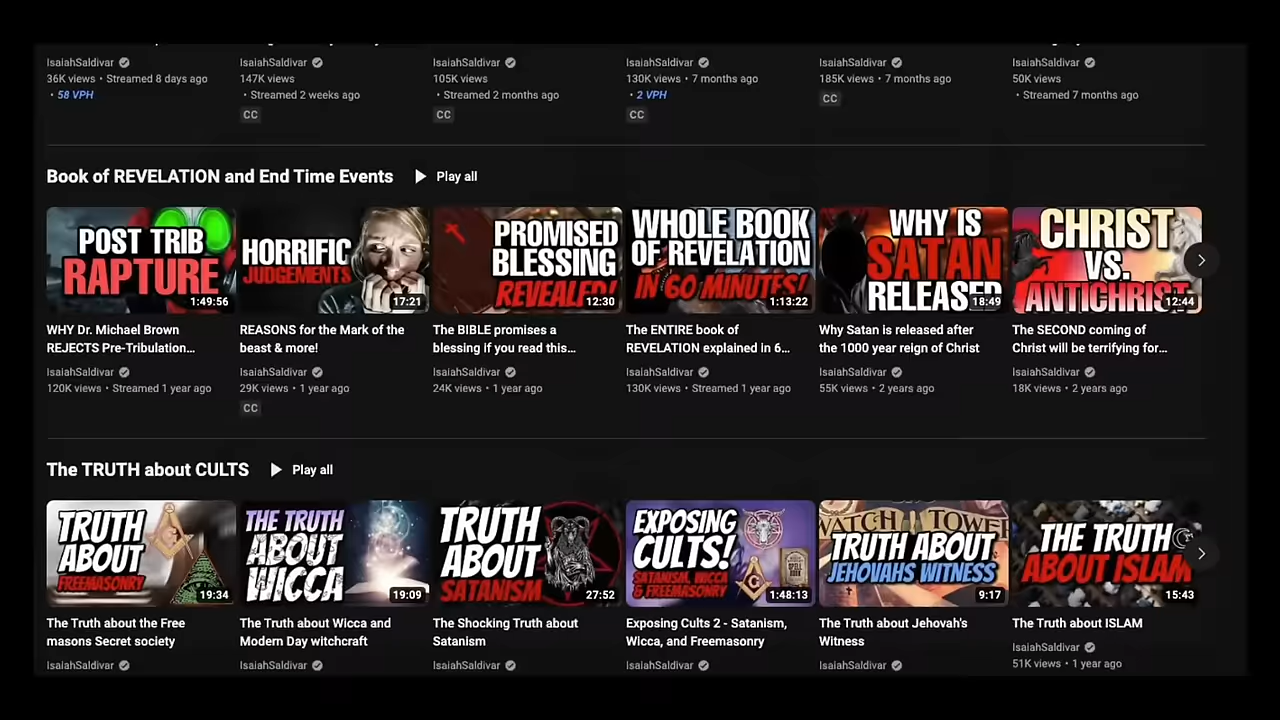 IsaiahSaldivar IsaiahSaldivar IsaiahSaldivar IsaiahSaldivar IsaiahSaldivar IsaiahSaldivar
36K views • Streamed 8 days ago 147K views 105K views 130K views • 7 months ago 185K views • 7 months ago 50K views
• 58 VPH • Streamed 2 weeks ago • Streamed 2 months ago • 2 VPH CC • Streamed 7 months ago
CC CC CC
Book of REVELATION and End Time Events Play all
POST TRIB
RAPTURE
1:49:56
HORRIFIC
JUDGEMENTS
17:21
PROMISED
BLESSING
REVEALED!
12:30
WHOLE BOOK
OF REVELATION
IN 60 MINUTES!
1:13:22
WHY IS
SATAN
RELEASED
18:49
CHRIST
VS.
ANTICHRIST
12:44
WHY Dr. Michael Brown
REJECTS Pre-Tribulation...
IsaiahSaldivar
120K views • Streamed 1 year ago
REASONS for the Mark of the
beast & more!
IsaiahSaldivar
29K views • 1 year ago
CC
The BIBLE promises a
blessing if you read this...
IsaiahSaldivar
24K views • 1 year ago
The ENTIRE book of
REVELATION explained in 6...
IsaiahSaldivar
130K views • Streamed 1 year ago
Why Satan is released after
the 1000 year reign of Christ
IsaiahSaldivar
55K views • 2 years ago
The SECOND coming of
Christ will be terrifying for...
IsaiahSaldivar
18K views • 2 years ago
The TRUTH about CULTS Play all
TRUTH
ABOUT
FREEMASONRY
19:34
THE TRUTH
ABOUT
WICCA
19:09
TRUTH
ABOUT
SATANISM
27:52
EXPOSING
CULTS!
SATANISM, WICCA
& FREEMASONRY
SPELL
BOOK
1:48:13
WATCH TOWER
TRUTH ABOUT
JEHOVAHS WITNESS
9:17
THE TRUTH
ABOUT ISLAM
15:43
The Truth about the Free
masons Secret society
IsaiahSaldivar
The Truth about Wicca and
Modern Day witchcraft
IsaiahSaldivar
The Shocking Truth about
Satanism
IsaiahSaldivar
Exposing Cults 2 - Satanism,
Wicca, and Freemasonry
IsaiahSaldivar
The Truth about Jehovah's
Witness
IsaiahSaldivar
The Truth about ISLAM
IsaiahSaldivar
51K views • 1 year ago